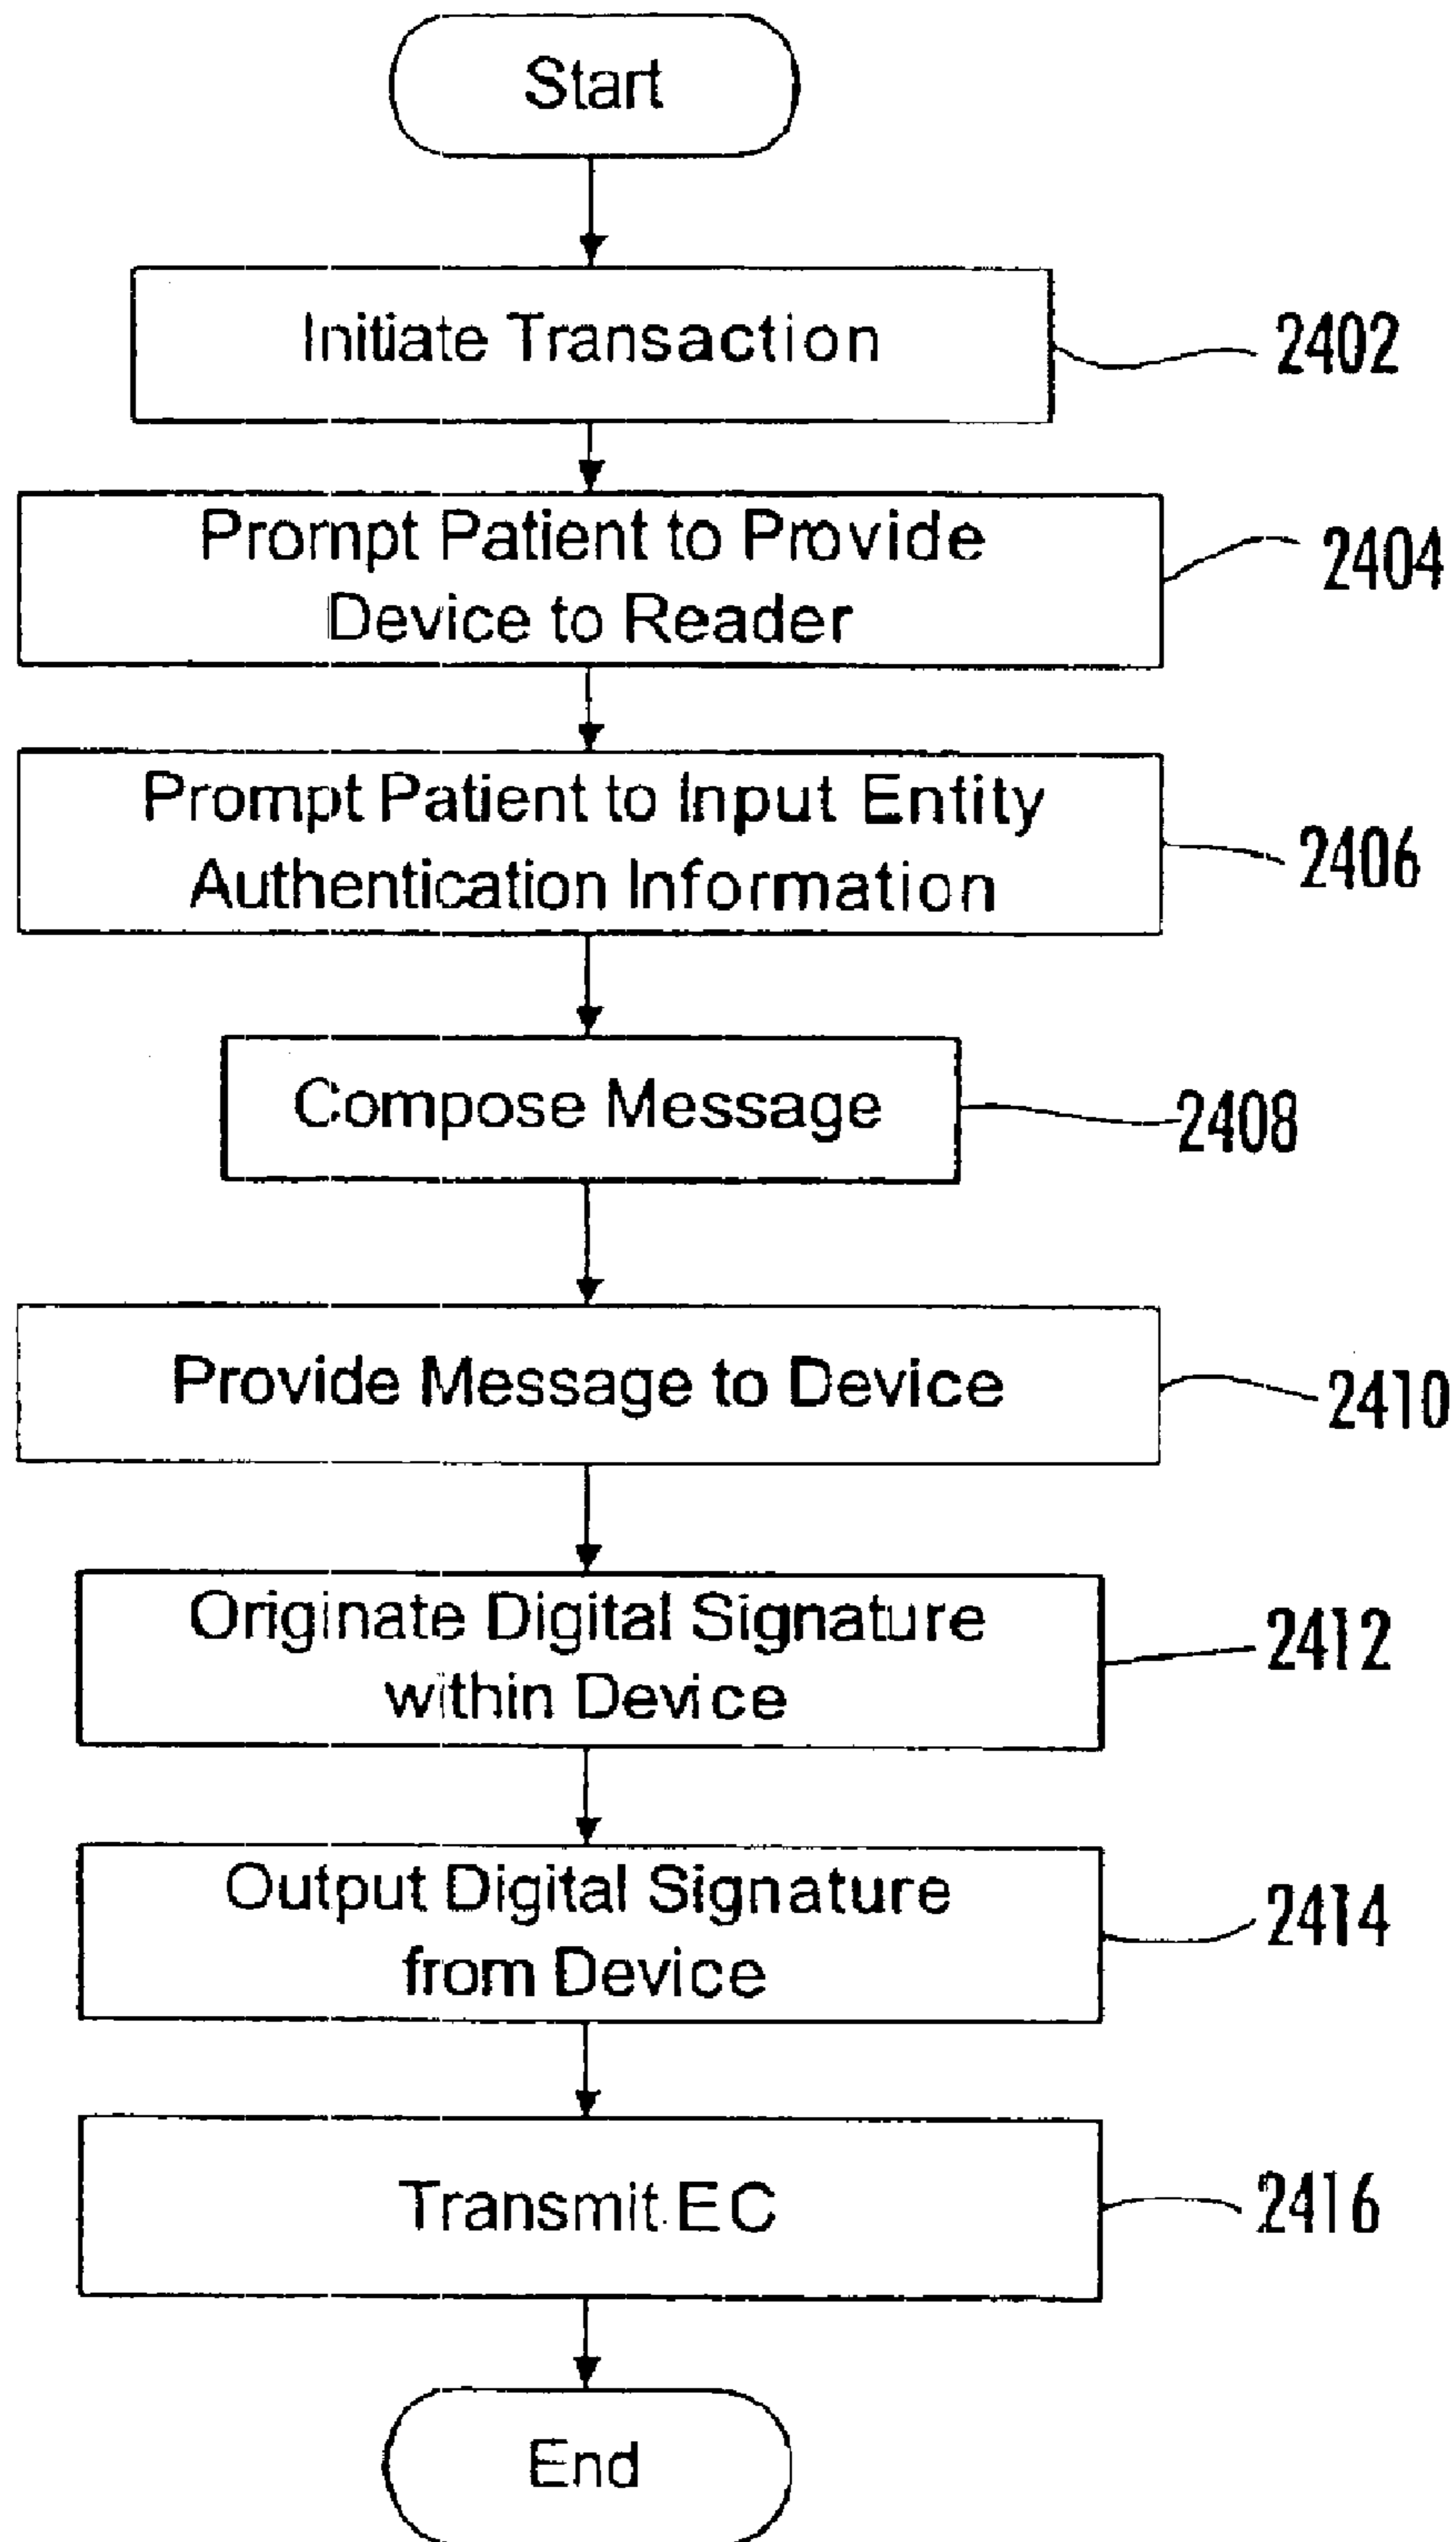 Start
Initiate Transaction
2402
Prompt Patient to Provide
Device to Reader
2404
Prompt Patient to Input Entity
Authentication Information
2406
Compose Message
2408
Provide Message to Device
2410
Originate Digital Signature
within Device
2412
Output Digital Signature
from Device
2414
Transmit EC
2416
End